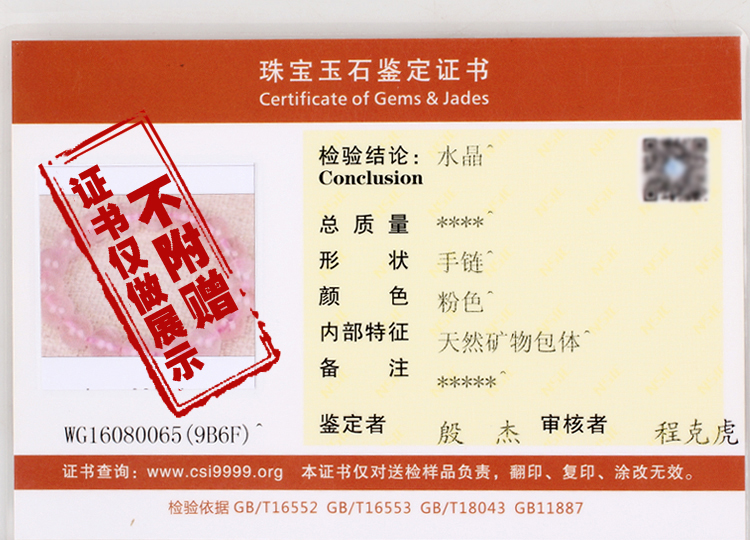 珠宝玉石鉴定证书
Certificate of Gems & Jades
证书仅做展示
不附赠
WG16080065(9B6F)^
检验结论：水晶^
Conclusion
总质量 ****^
形状 手链^
颜色 粉色^
内部特征 天然矿物包体^
备注 *****^
鉴定者 殷杰 审核者 程克虎
证书查询：www.csi9999.org 本证书仅对送检样品负责，翻印、复印、涂改无效。
检验依据 GB/T16552 GB/T16553 GB/T18043 GB11887